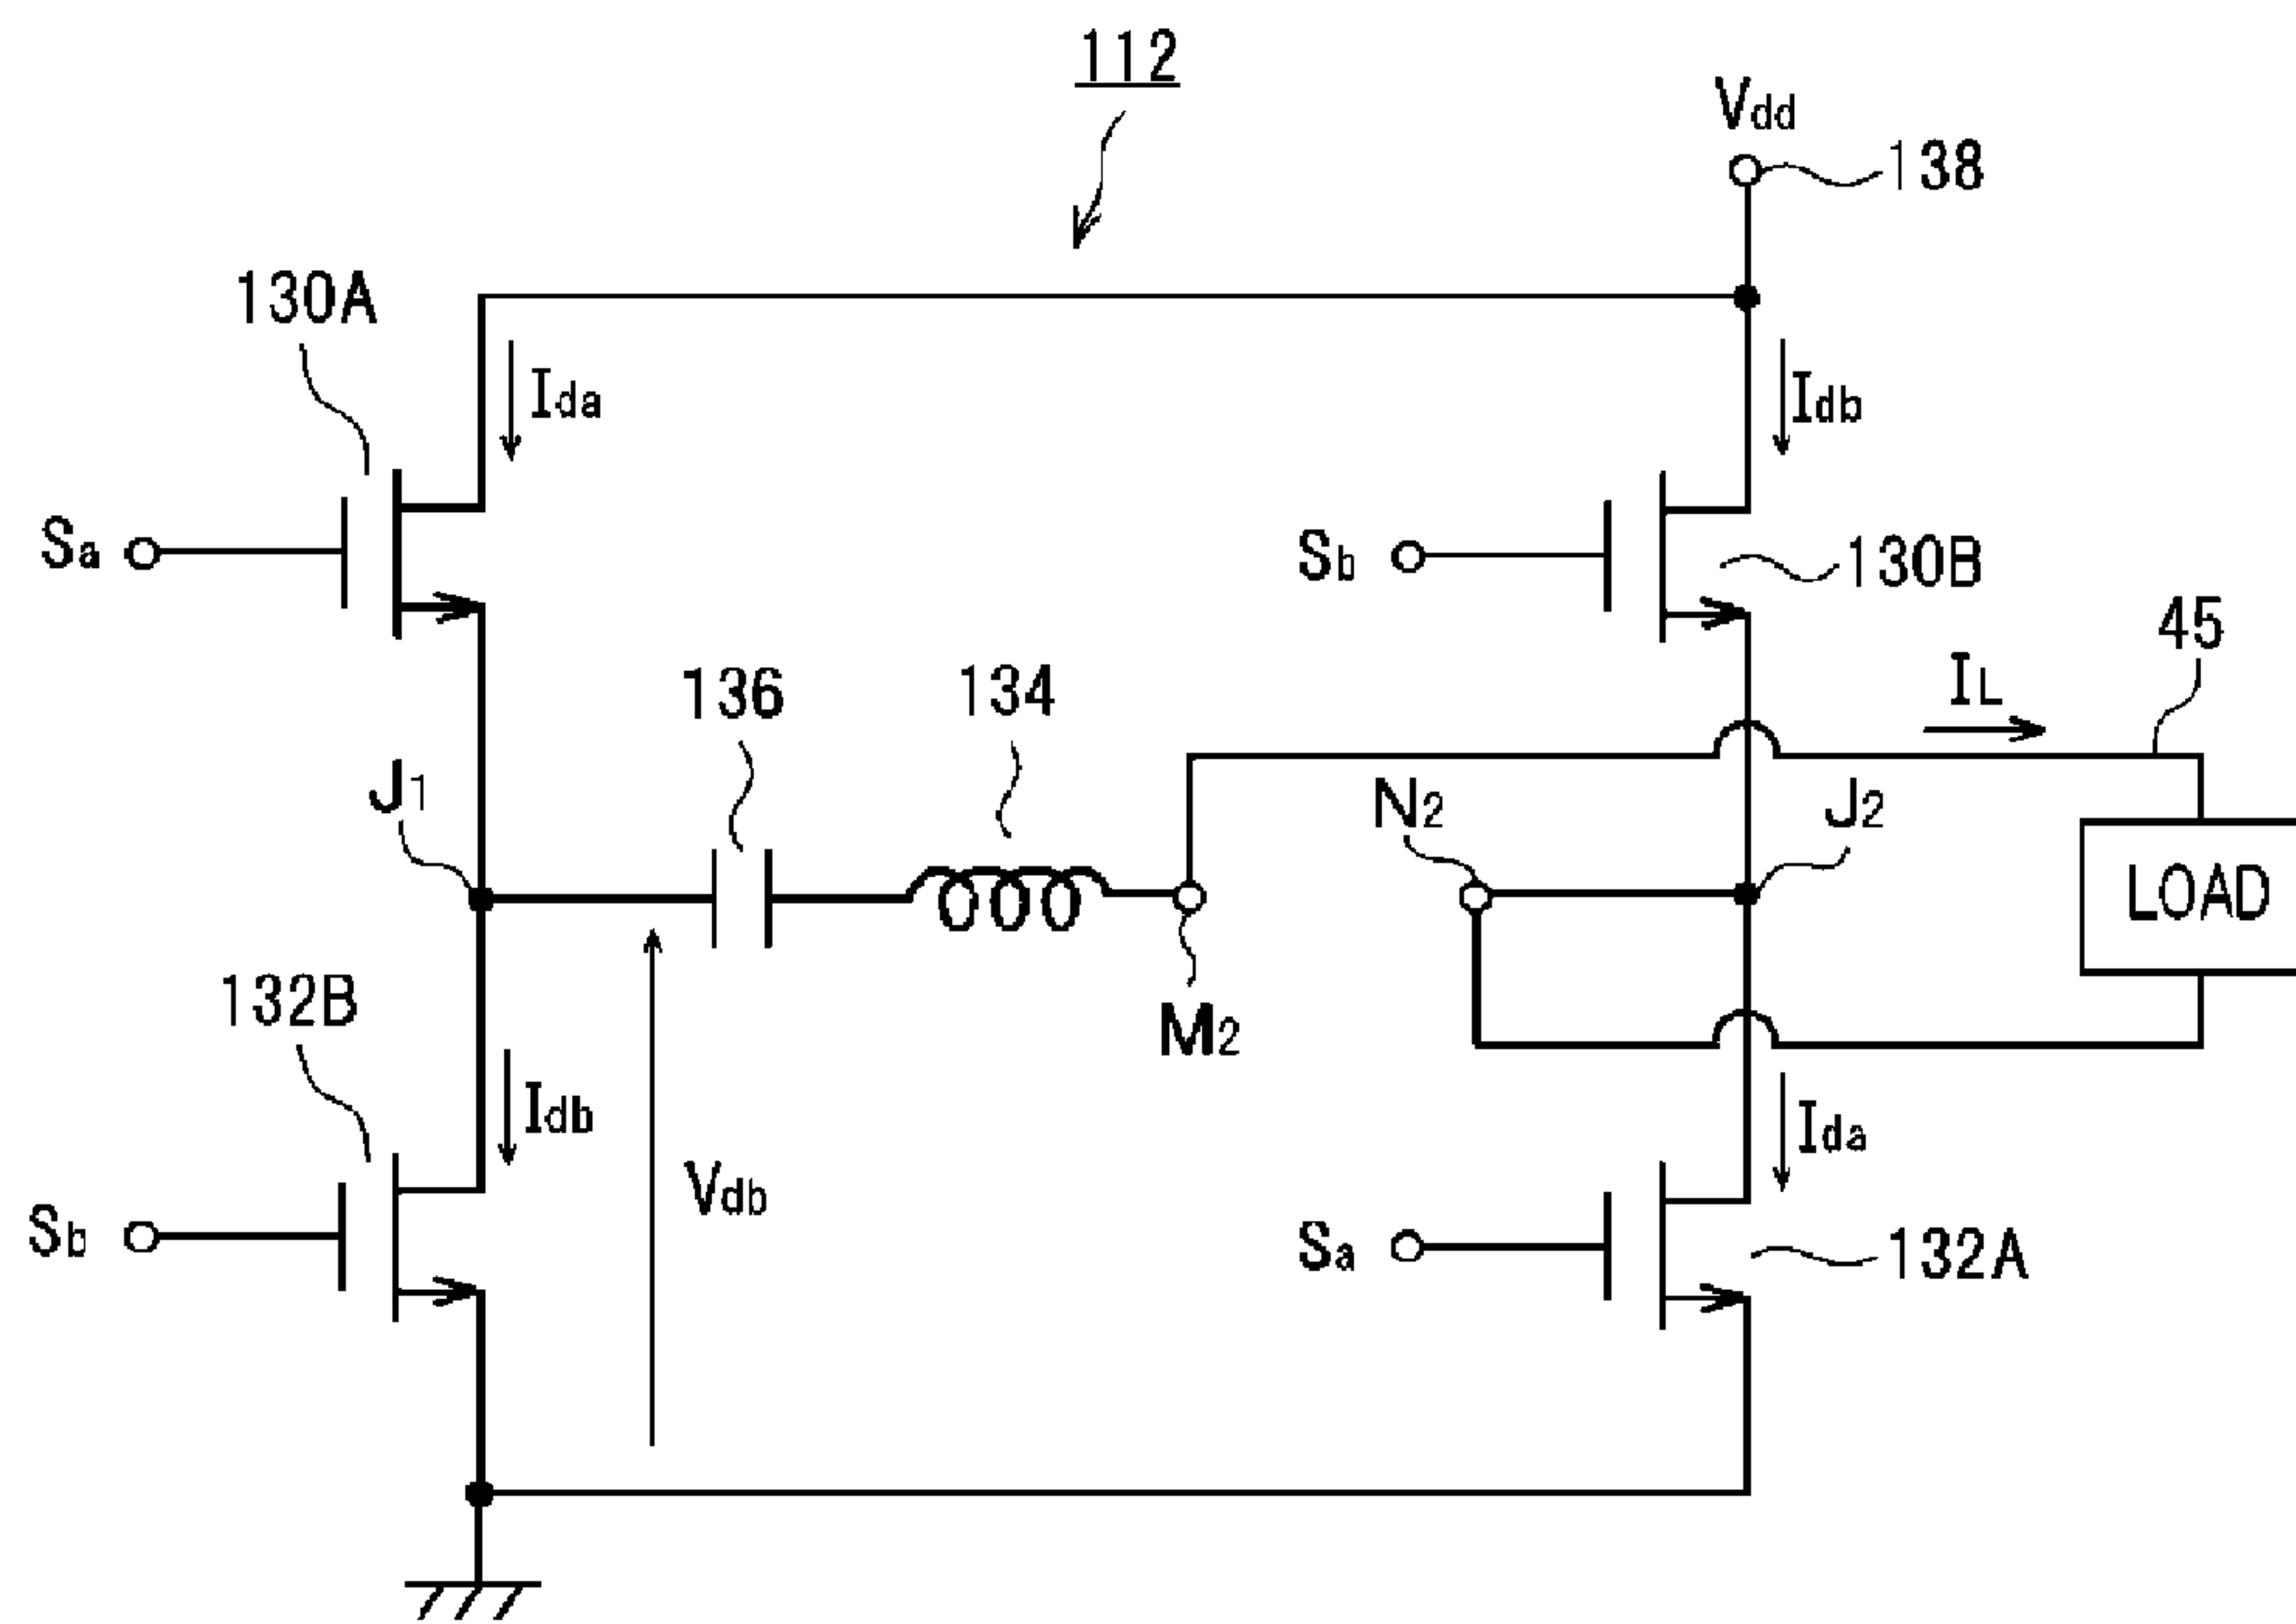 112
Vdd
138
130A
Ida
Idb
Sa
Sb
130B
45
IL
136
134
J1
N2
J2
LOAD
132B
M2
Idb
Ida
Vdb
Sb
Sa
132A